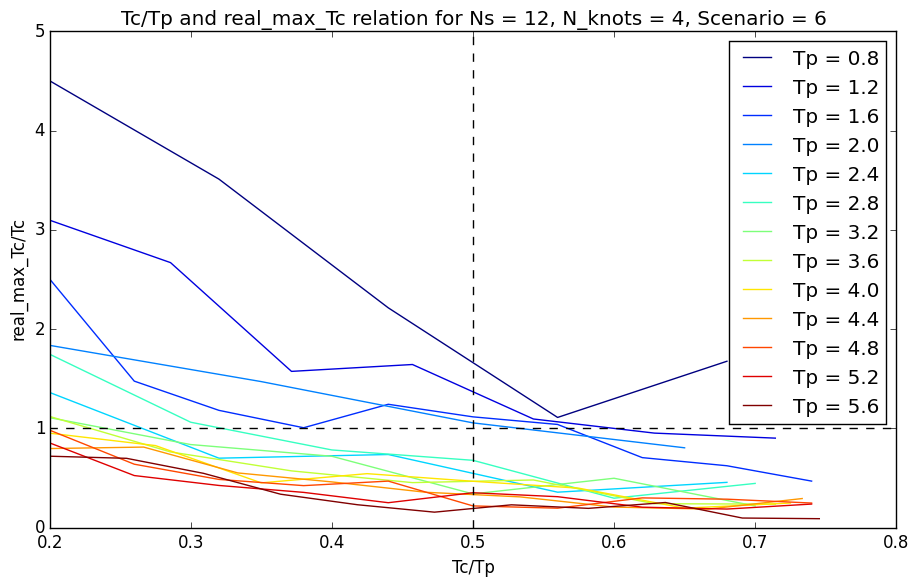 Tc/Tp and real_max_Tc relation for Ns = 12, N_knots = 4, Scenario = 6
5
4
3
2
1
0
real_max_Tc/Tc
0.2 0.3 0.4 0.5 0.6 0.7 0.8
Tc/Tp
Tp = 0.8
Tp = 1.2
Tp = 1.6
Tp = 2.0
Tp = 2.4
Tp = 2.8
Tp = 3.2
Tp = 3.6
Tp = 4.0
Tp = 4.4
Tp = 4.8
Tp = 5.2
Tp = 5.6